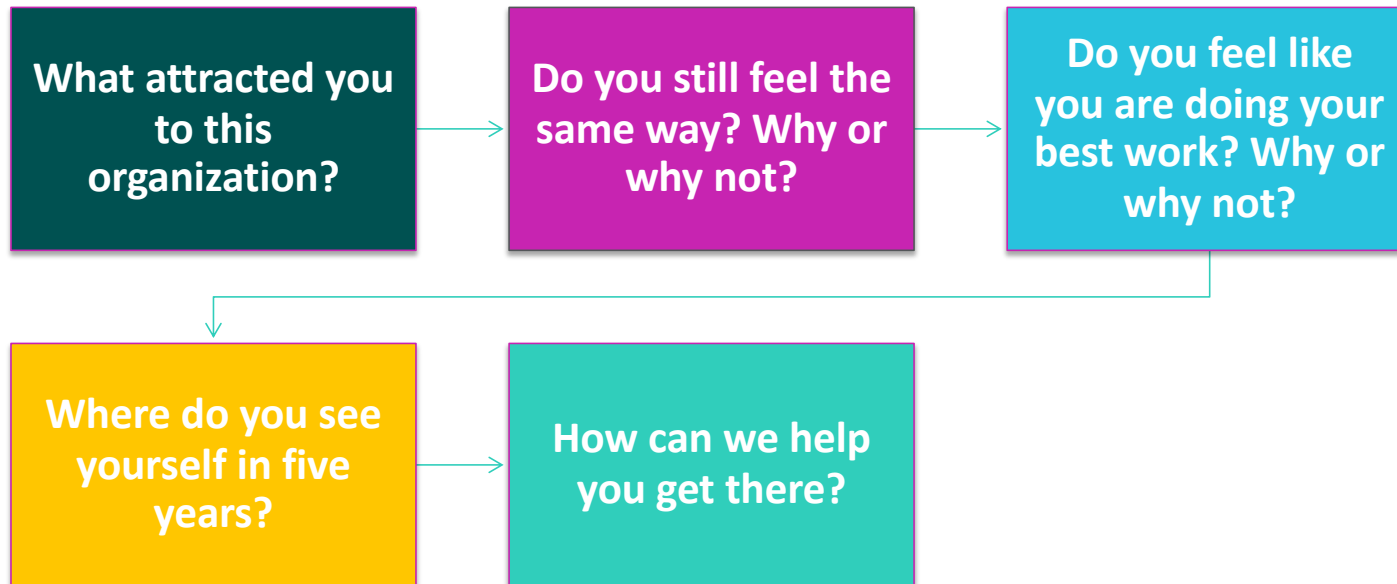 What attracted you
to this
organization?
Do you still feel the
same way? Why or
why not?
Do you feel like
you are doing your
best work? Why or
why not?
Where do you see
yourself in five
years?
How can we help
you get there?